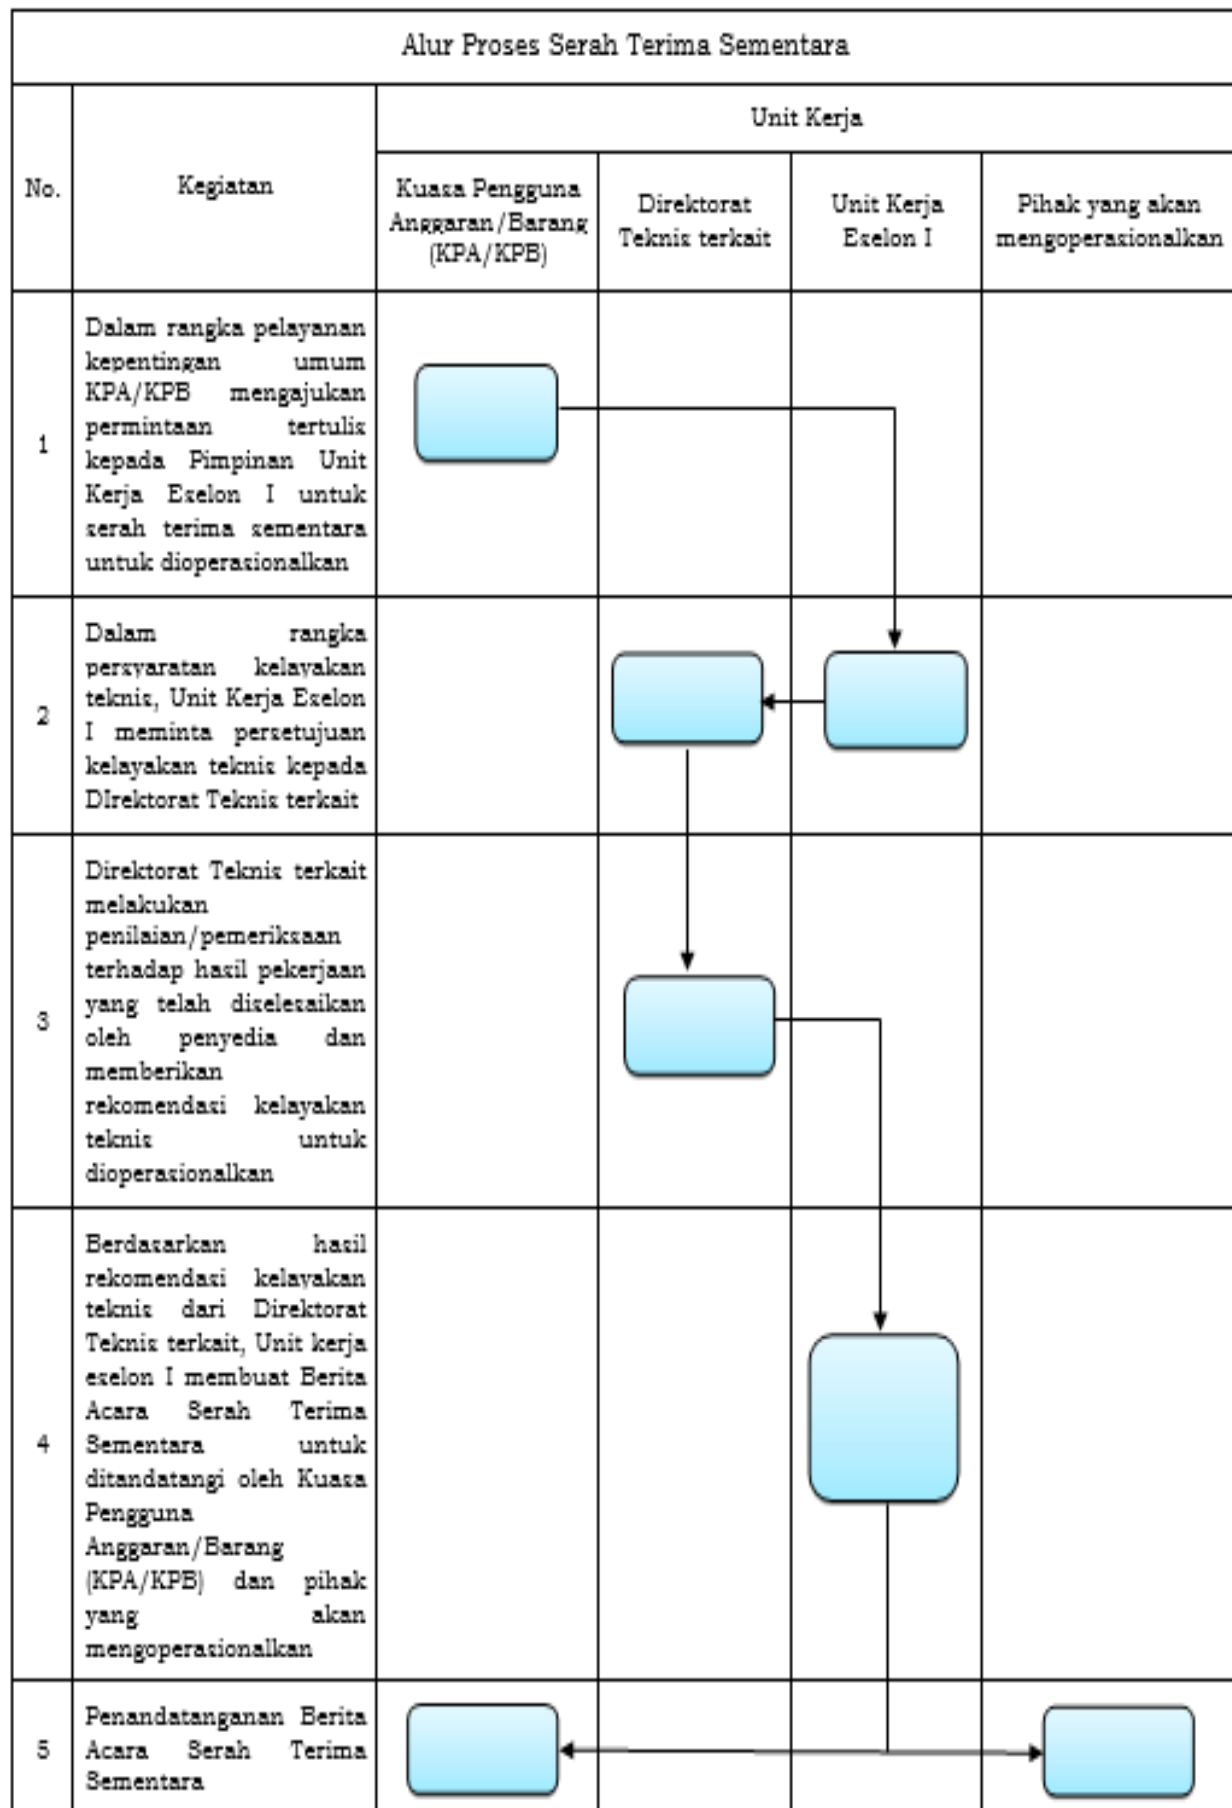 Alur Proses Serah Terima Sementara
No.
Kegiatan
Unit Kerja
Kuasa Pengguna
Anggaran/Barang
(KPA/KPB)
Direktorat
Teknis terkait
Unit Kerja
Eselon I
Pihak yang akan
mengoperasionalkan
1
Dalam rangka pelayanan
kepentingan umum
KPA/KPB mengajukan
permintaan tertulis
kepada Pimpinan Unit
Kerja Eselon I untuk
serah terima sementara
untuk dioperasionalkan
2
Dalam rangka
persyaratan kelayakan
teknis, Unit Kerja Eselon
I meminta persetujuan
kelayakan teknis kepada
DIrektorat Teknis terkait
3
Direktorat Teknis terkait
melakukan
penilaian/pemeriksaan
terhadap hasil pekerjaan
yang telah diselesaikan
oleh penyedia dan
memberikan
rekomendasi kelayakan
teknis untuk
dioperasionalkan
4
Berdasarkan hasil
rekomendasi kelayakan
teknis dari Direktorat
Teknis terkait, Unit kerja
eselon I membuat Berita
Acara Serah Terima
Sementara untuk
ditandatangi oleh Kuasa
Pengguna
Anggaran/Barang
(KPA/KPB) dan pihak
yang akan
mengoperasionalkan
5
Penandatanganan Berita
Acara Serah Terima
Sementara